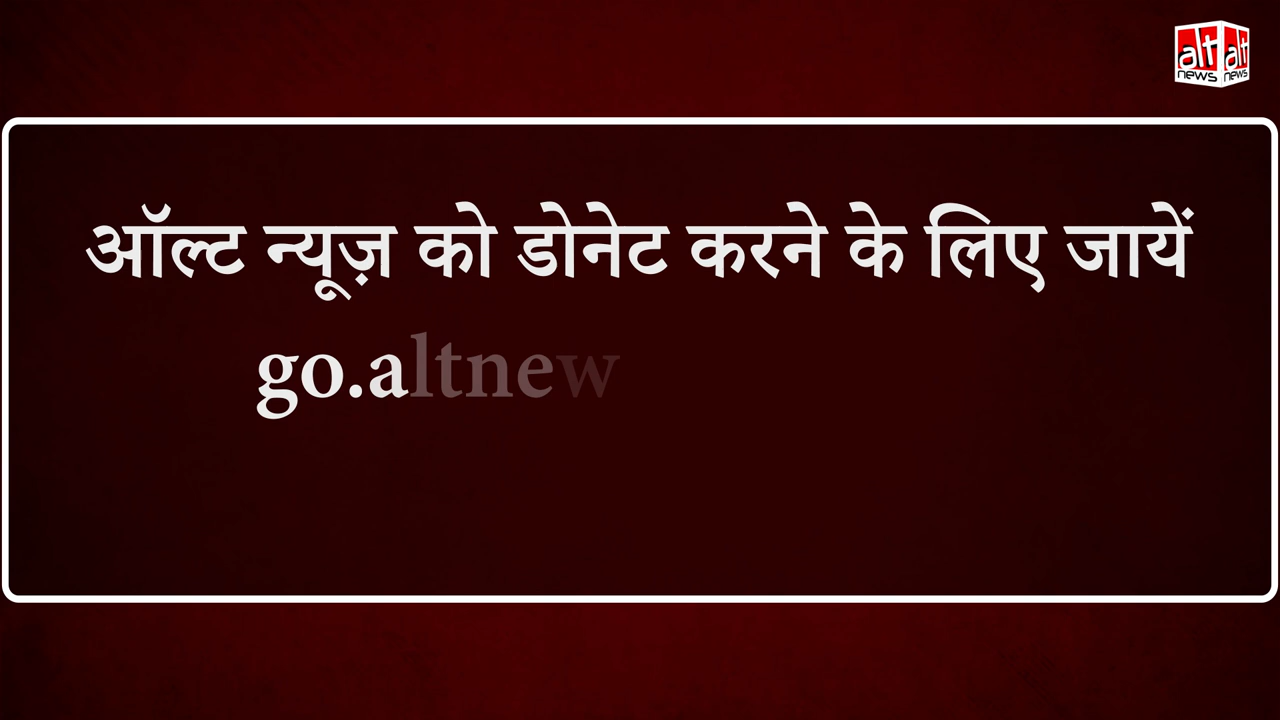 alt alt
news news
ऑल्ट न्यूज़ को डोनेट करने के लिए जायें
go.altnew